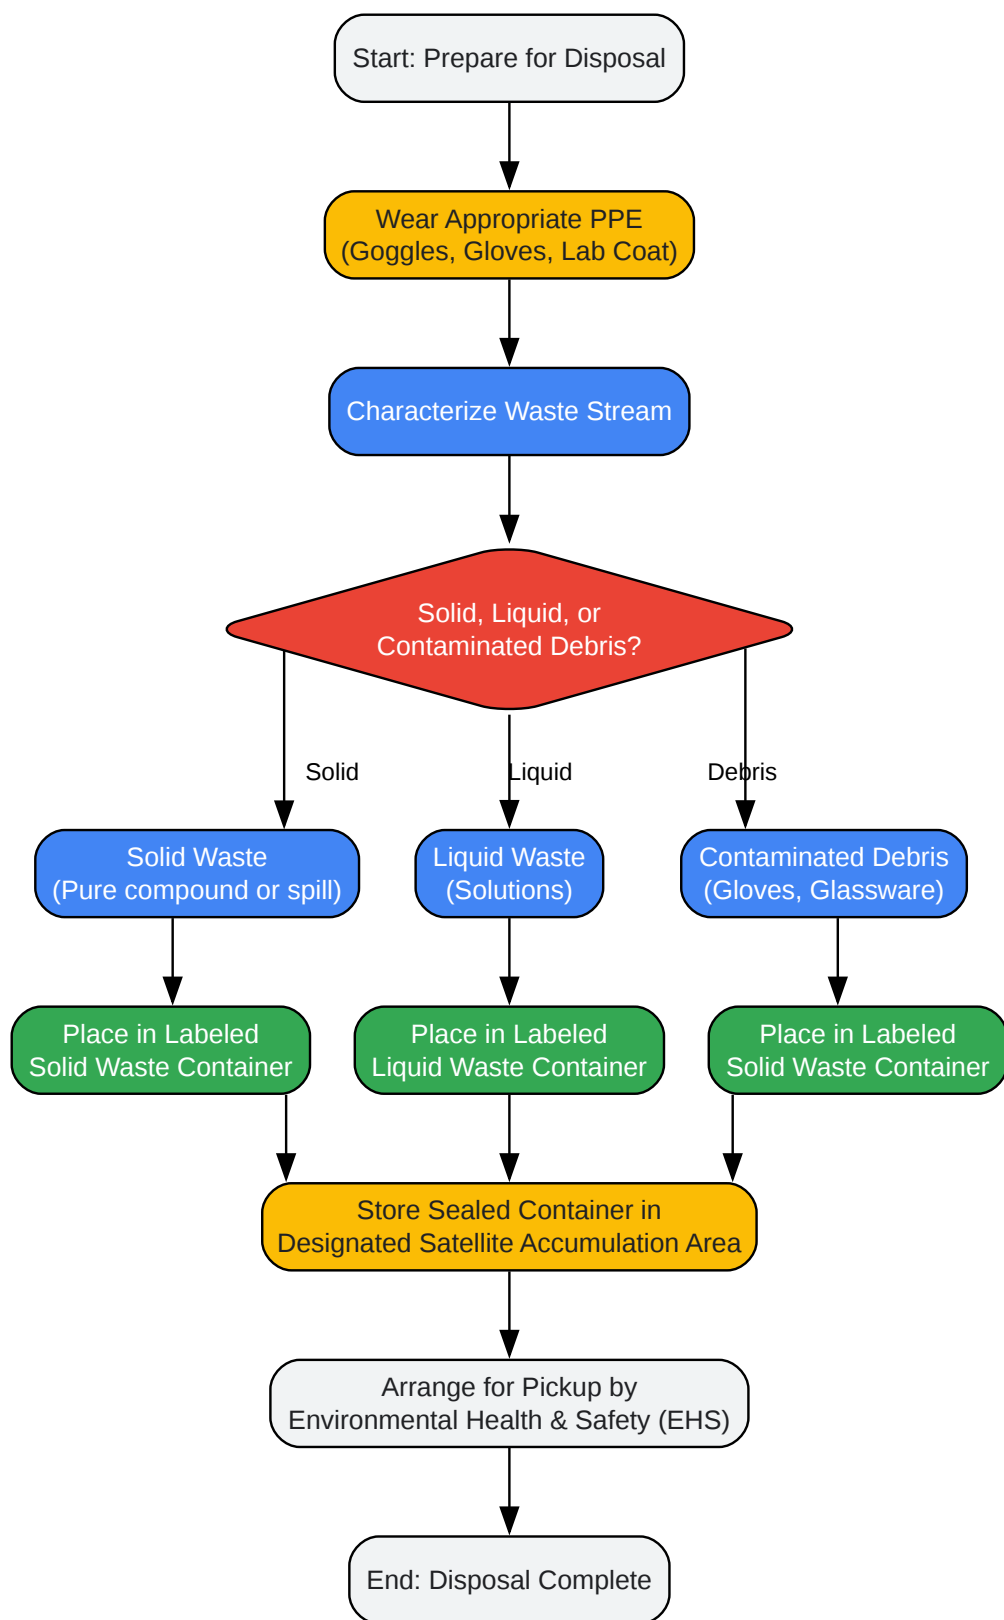 Start: Prepare for Disposal
Wear Appropriate PPE
(Goggles, Gloves, Lab Coat)
Characterize Waste Stream
Solid, Liquid, or
Contaminated Debris?
Solid
Liquid
Debris
Solid Waste
(Pure compound or spill)
Liquid Waste
(Solutions)
Contaminated Debris
(Gloves, Glassware)
Place in Labeled
Solid Waste Container
Place in Labeled
Liquid Waste Container
Place in Labeled
Solid Waste Container
Store Sealed Container in
Designated Satellite Accumulation Area
Arrange for Pickup by
Environmental Health & Safety (EHS)
End: Disposal Complete